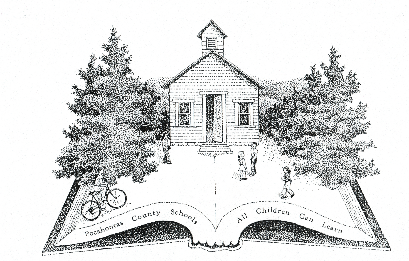 Pocahontas County Schools
All Children Can Learn